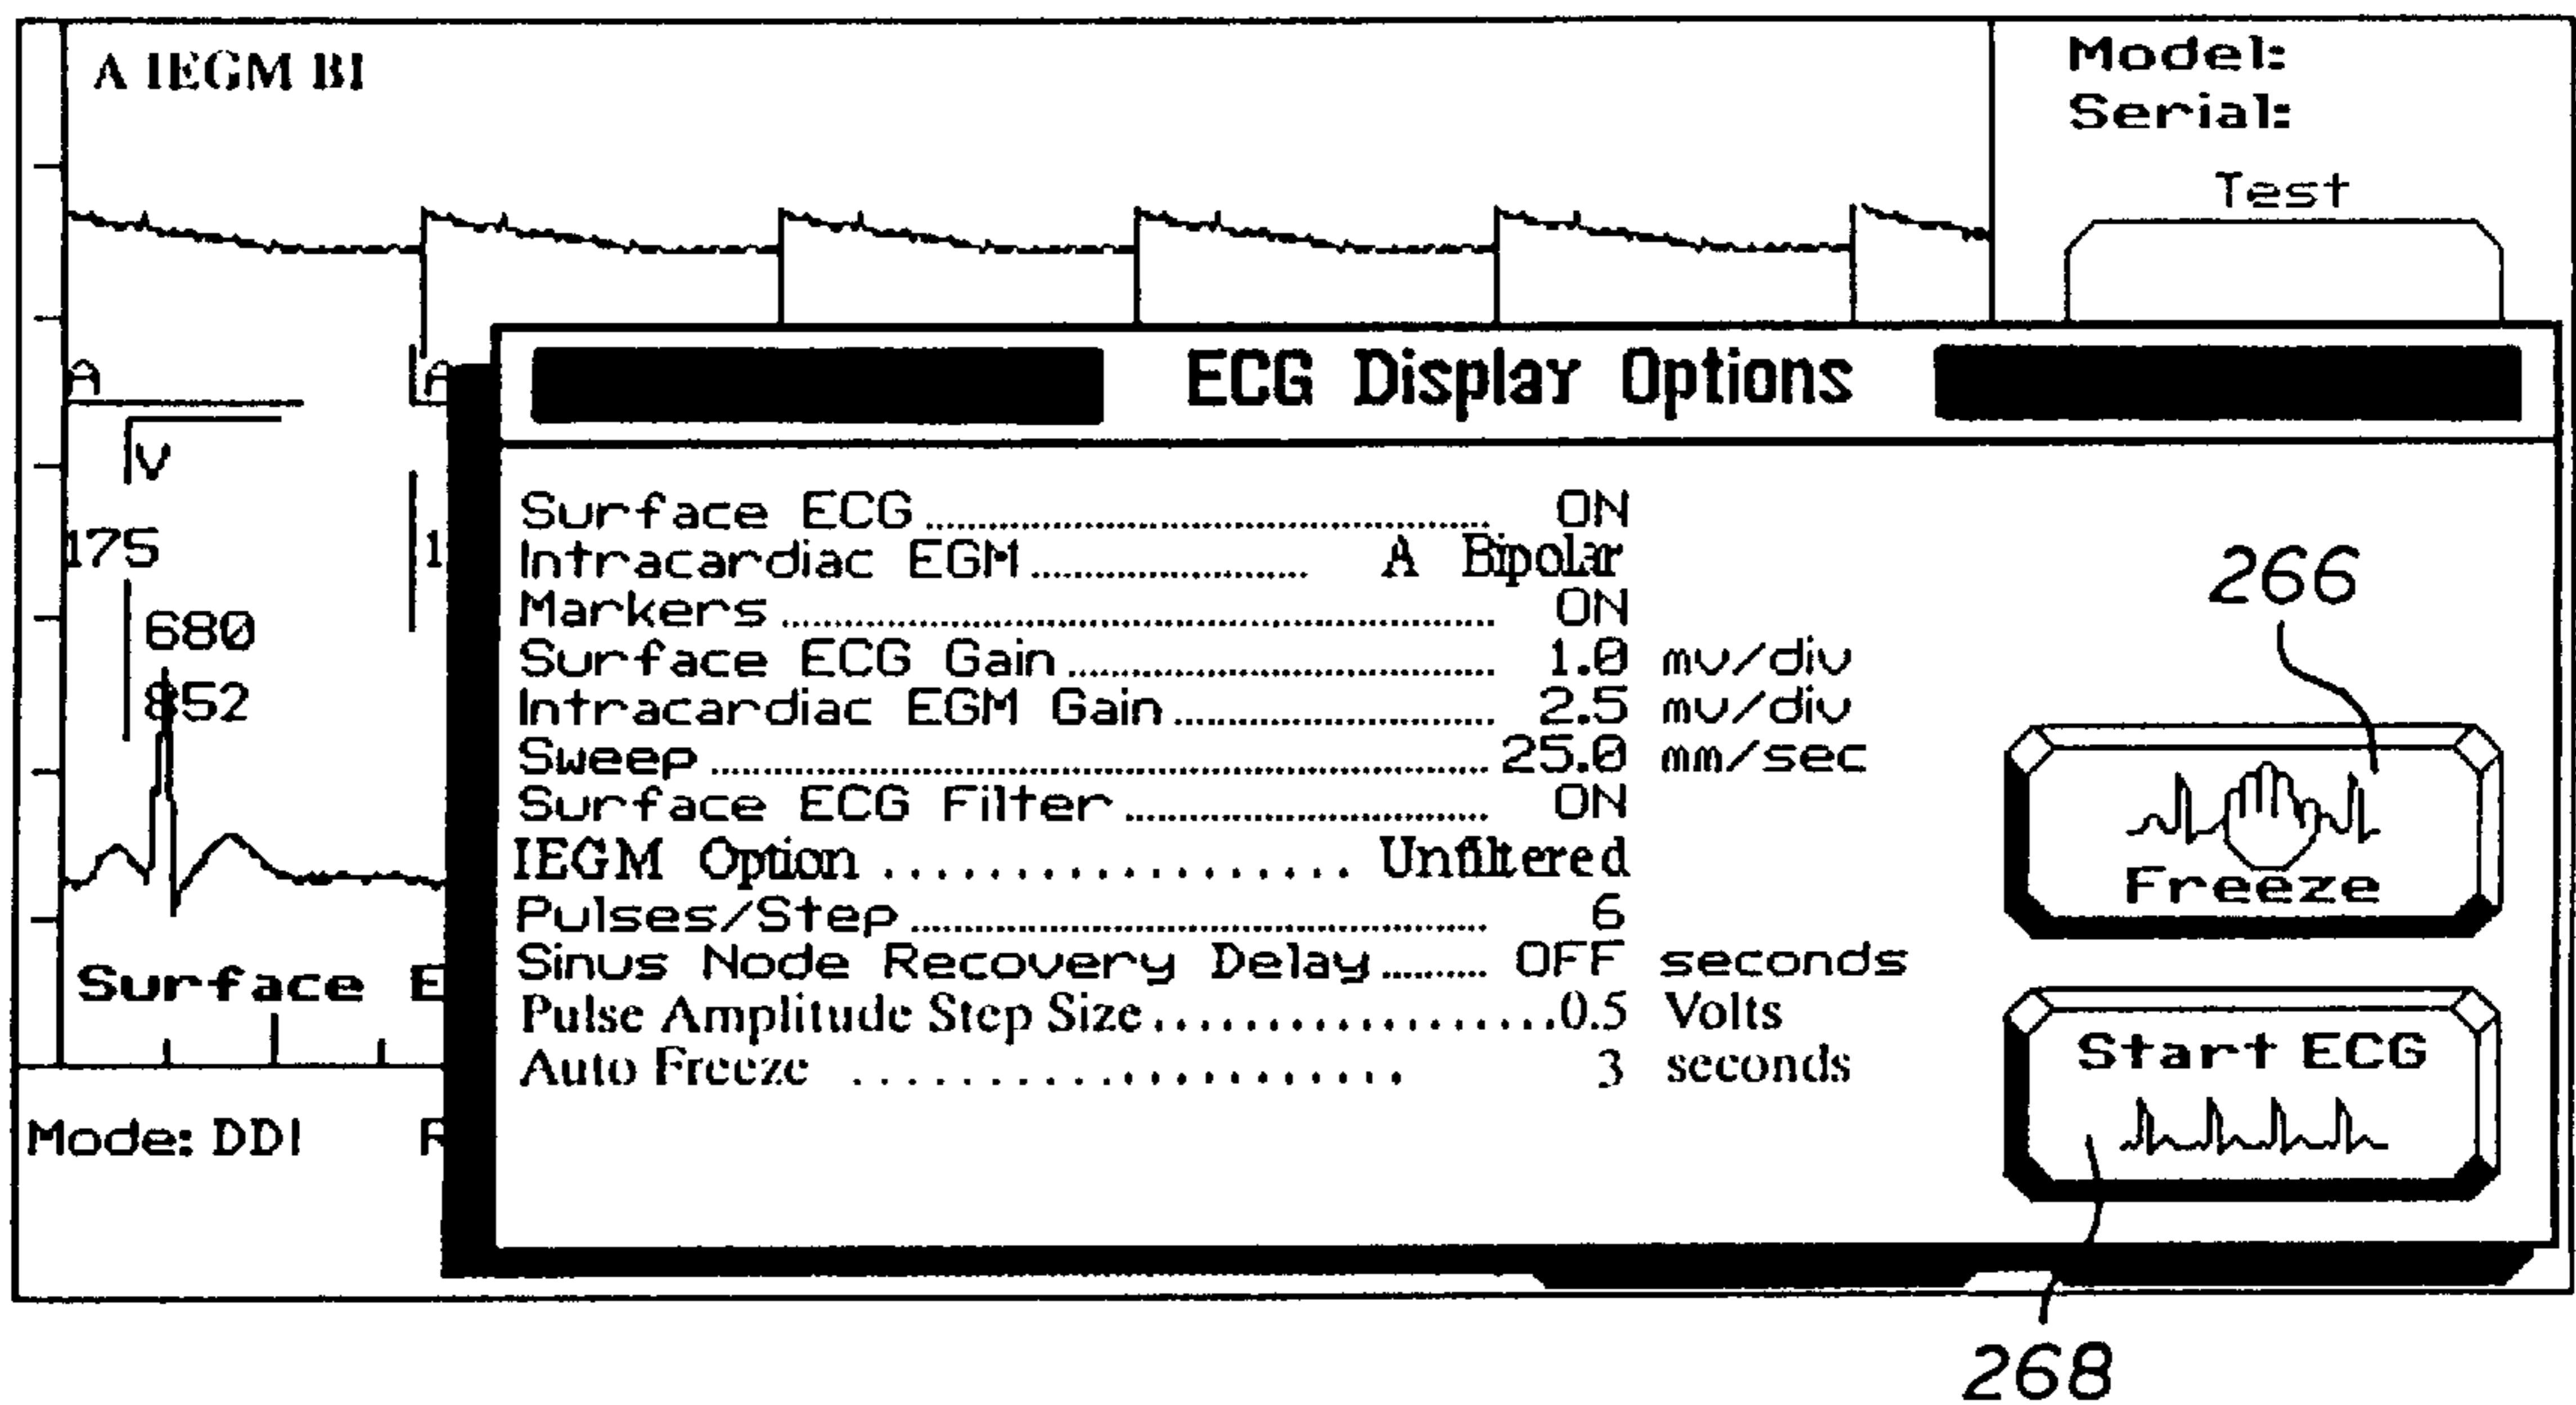 A IEGM BI
Model:
Serial:
Test
A
A
V
175
680
852
Surface E
Mode: DDI
R
ECG Display Options
Surface ECG ON
Intracardiac EGM A Bipolar
Markers ON
Surface ECG Gain 1.0 mv/div
Intracardiac EGM Gain 2.5 mv/div
Sweep 25.0 mm/sec
Surface ECG Filter ON
IEGM Option Unfiltered
Pulses/Step 6
Sinus Node Recovery Delay OFF seconds
Pulse Amplitude Step Size 0.5 Volts
Auto Freeze 3 seconds
266
Freeze
Start ECG
268